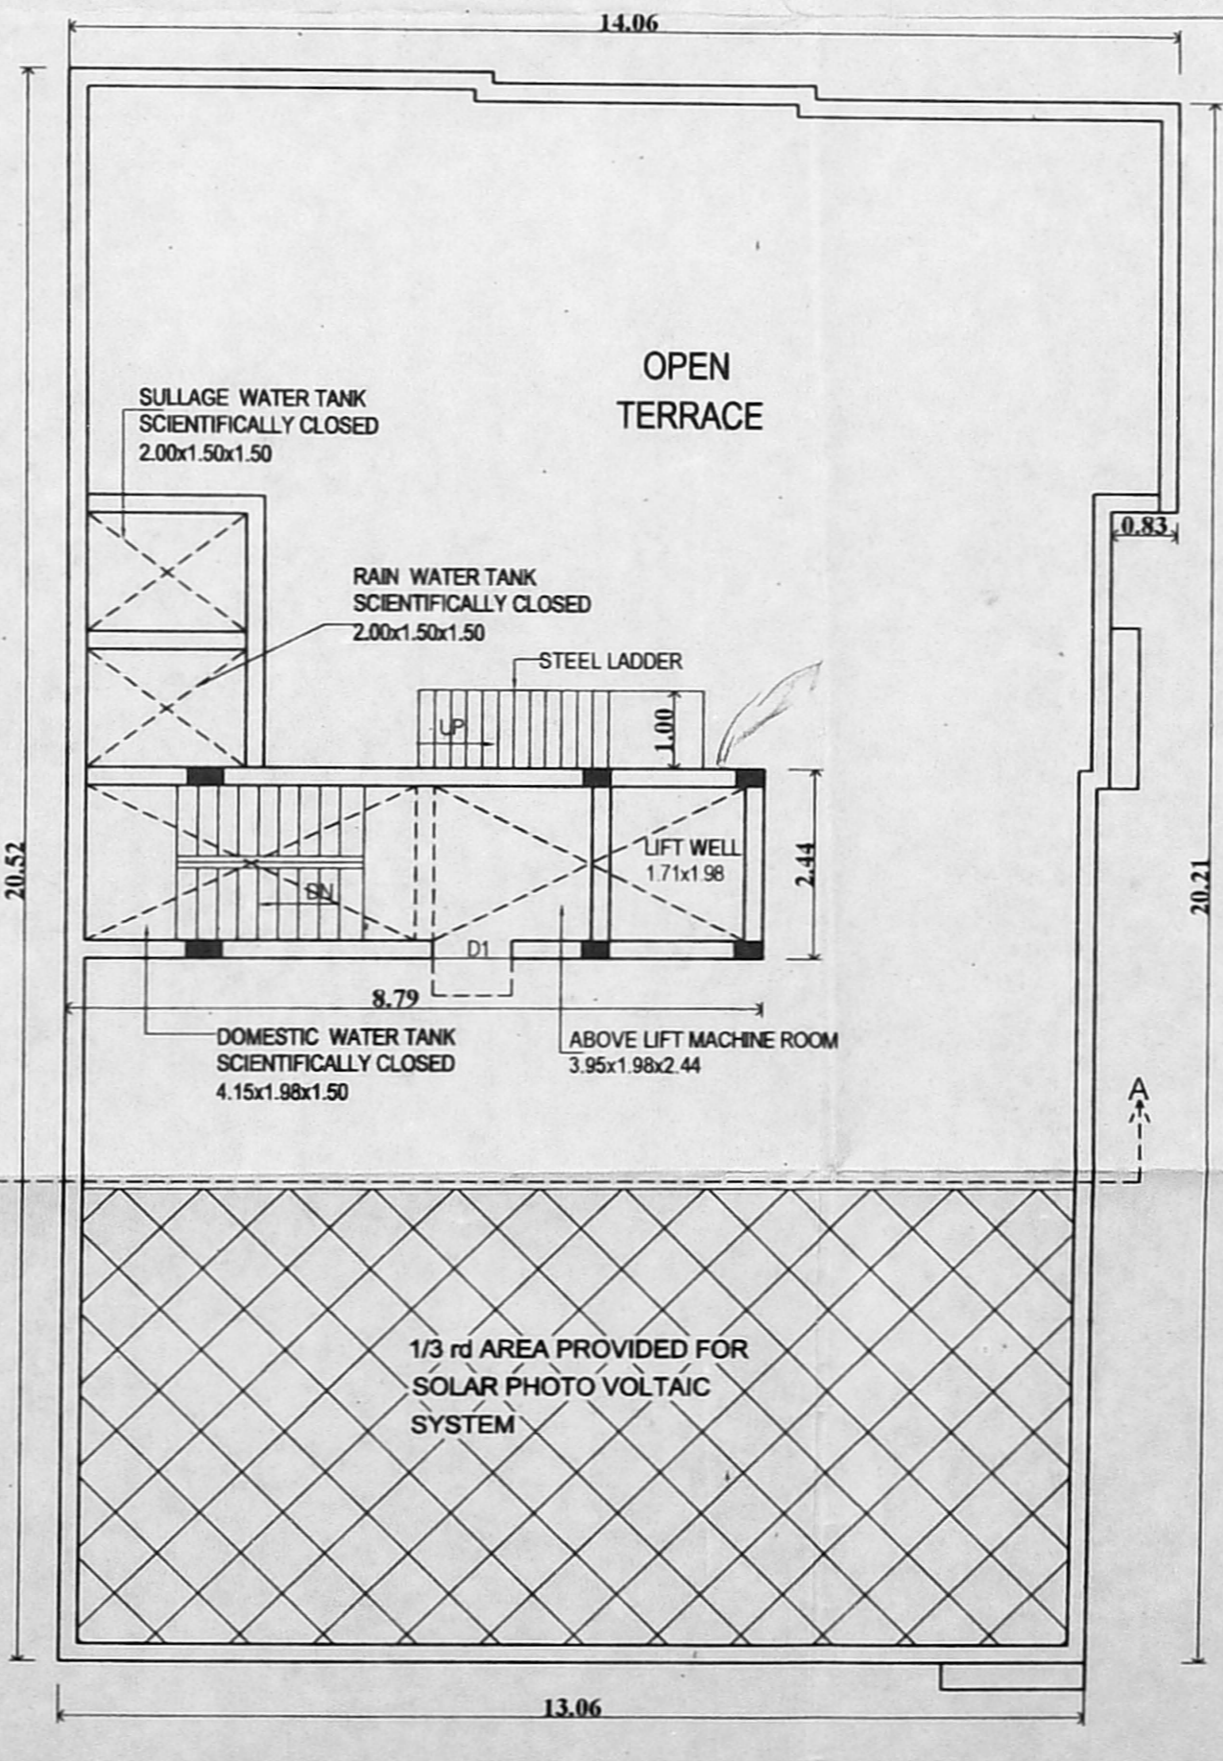 14.06
OPEN
TERRACE
SULLAGE WATER TANK
SCIENTIFICALLY CLOSED
2.00x1.50x1.50
0.83
RAIN WATER TANK
SCIENTIFICALLY CLOSED
2.00x1.50x1.50
STEEL LADDER
UP
1.00
LIFT WELL
1.71x1.98
2.44
20.52
20.21
DN
D1
8.79
DOMESTIC WATER TANK
SCIENTIFICALLY CLOSED
4.15x1.98x1.50
ABOVE LIFT MACHINE ROOM
3.95x1.98x2.44
A
1/3 rd AREA PROVIDED FOR
SOLAR PHOTO VOLTAIC
SYSTEM
13.06